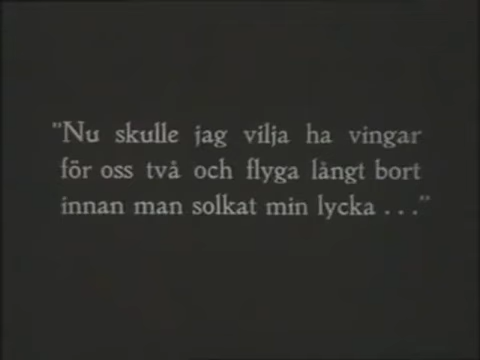 "Nu skulle jag vilja ha vingar
för oss två och flyga långt bort
innan man solkat min lycka . . ."